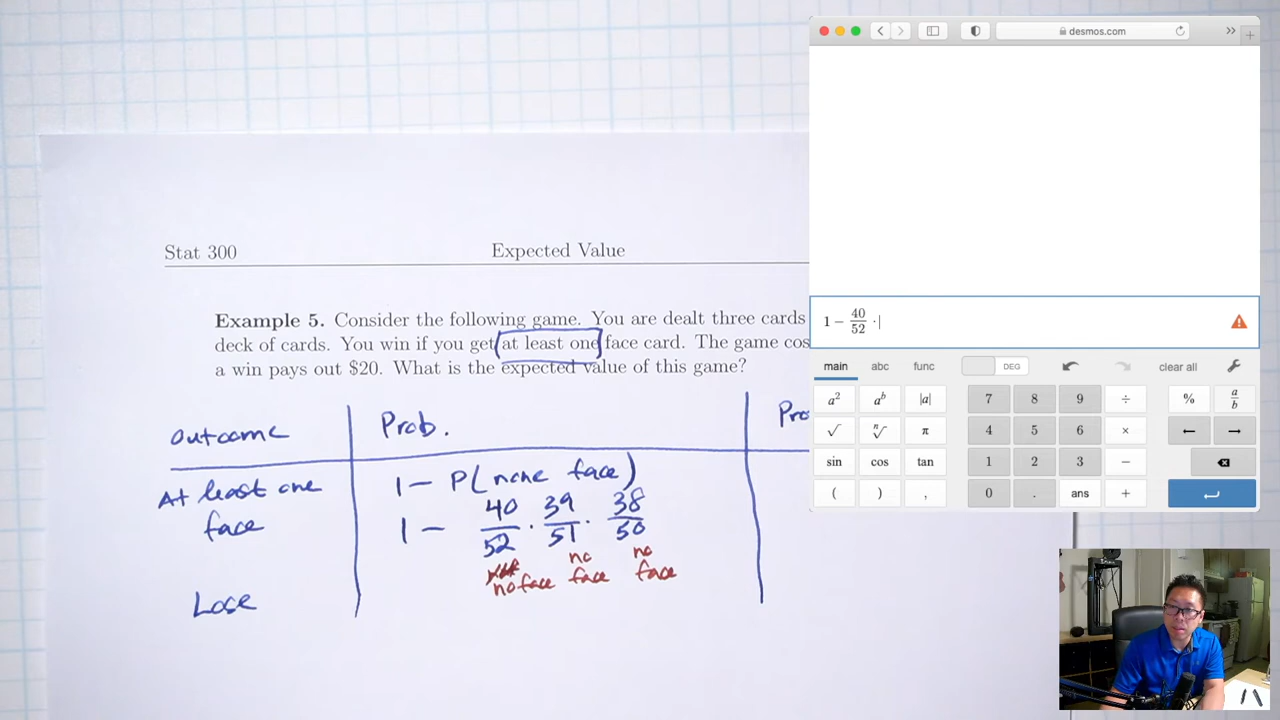 desmos.com
Stat 300
Expected Value
Example 5. Consider the following game. You are dealt three cards
deck of cards. You win if you get at least one face card. The game cos
a win pays out $20. What is the expected value of this game?
Outcome
Prob.
Pro
At least one
face
1 - P(none face)
1 - 40/52 · 39/51 · 38/50
no face
no
face
no
face
Lose
1 - 40/52 ·
main abc func DEG clear all
a² aᵇ |a| 7 8 9 ÷ % a/b
√ ⁿ√ π 4 5 6 × ← →
sin cos tan 1 2 3 −
( ) , 0 . ans +